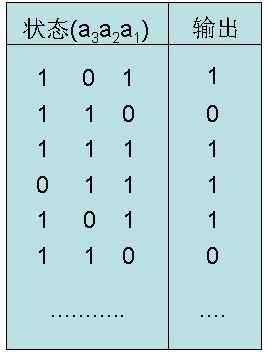 状态(a3a2a1) 输出
1 0 1 1
1 1 0 0
1 1 1 1
0 1 1 1
1 0 1 1
1 1 0 0
........... ....